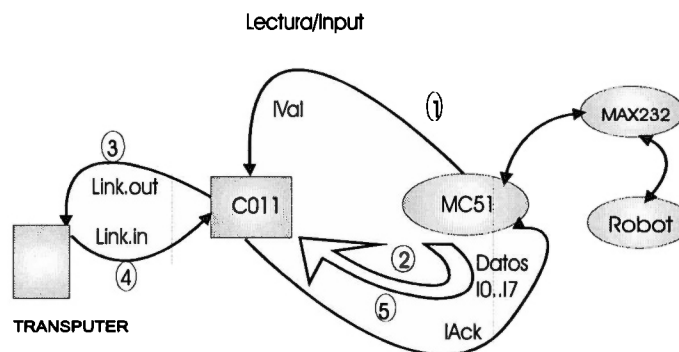 Lectura/Input
1
IVal
MAX232
3
Link.out
C011
MC51
Link.in
Robot
2
Datos
I0..I7
4
5
IAck
TRANSPUTER